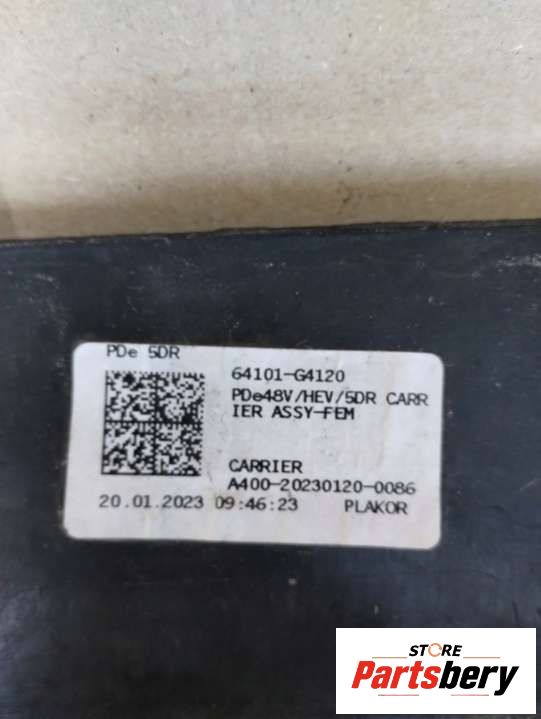 PDe 5DR
64101-G4120
PDe48V/HEV/5DR CARR
IER ASSY-FEM
CARRIER
A400-20230120-0086
20.01.2023 09:46:23 PLAKOR
STORE
Partsbery